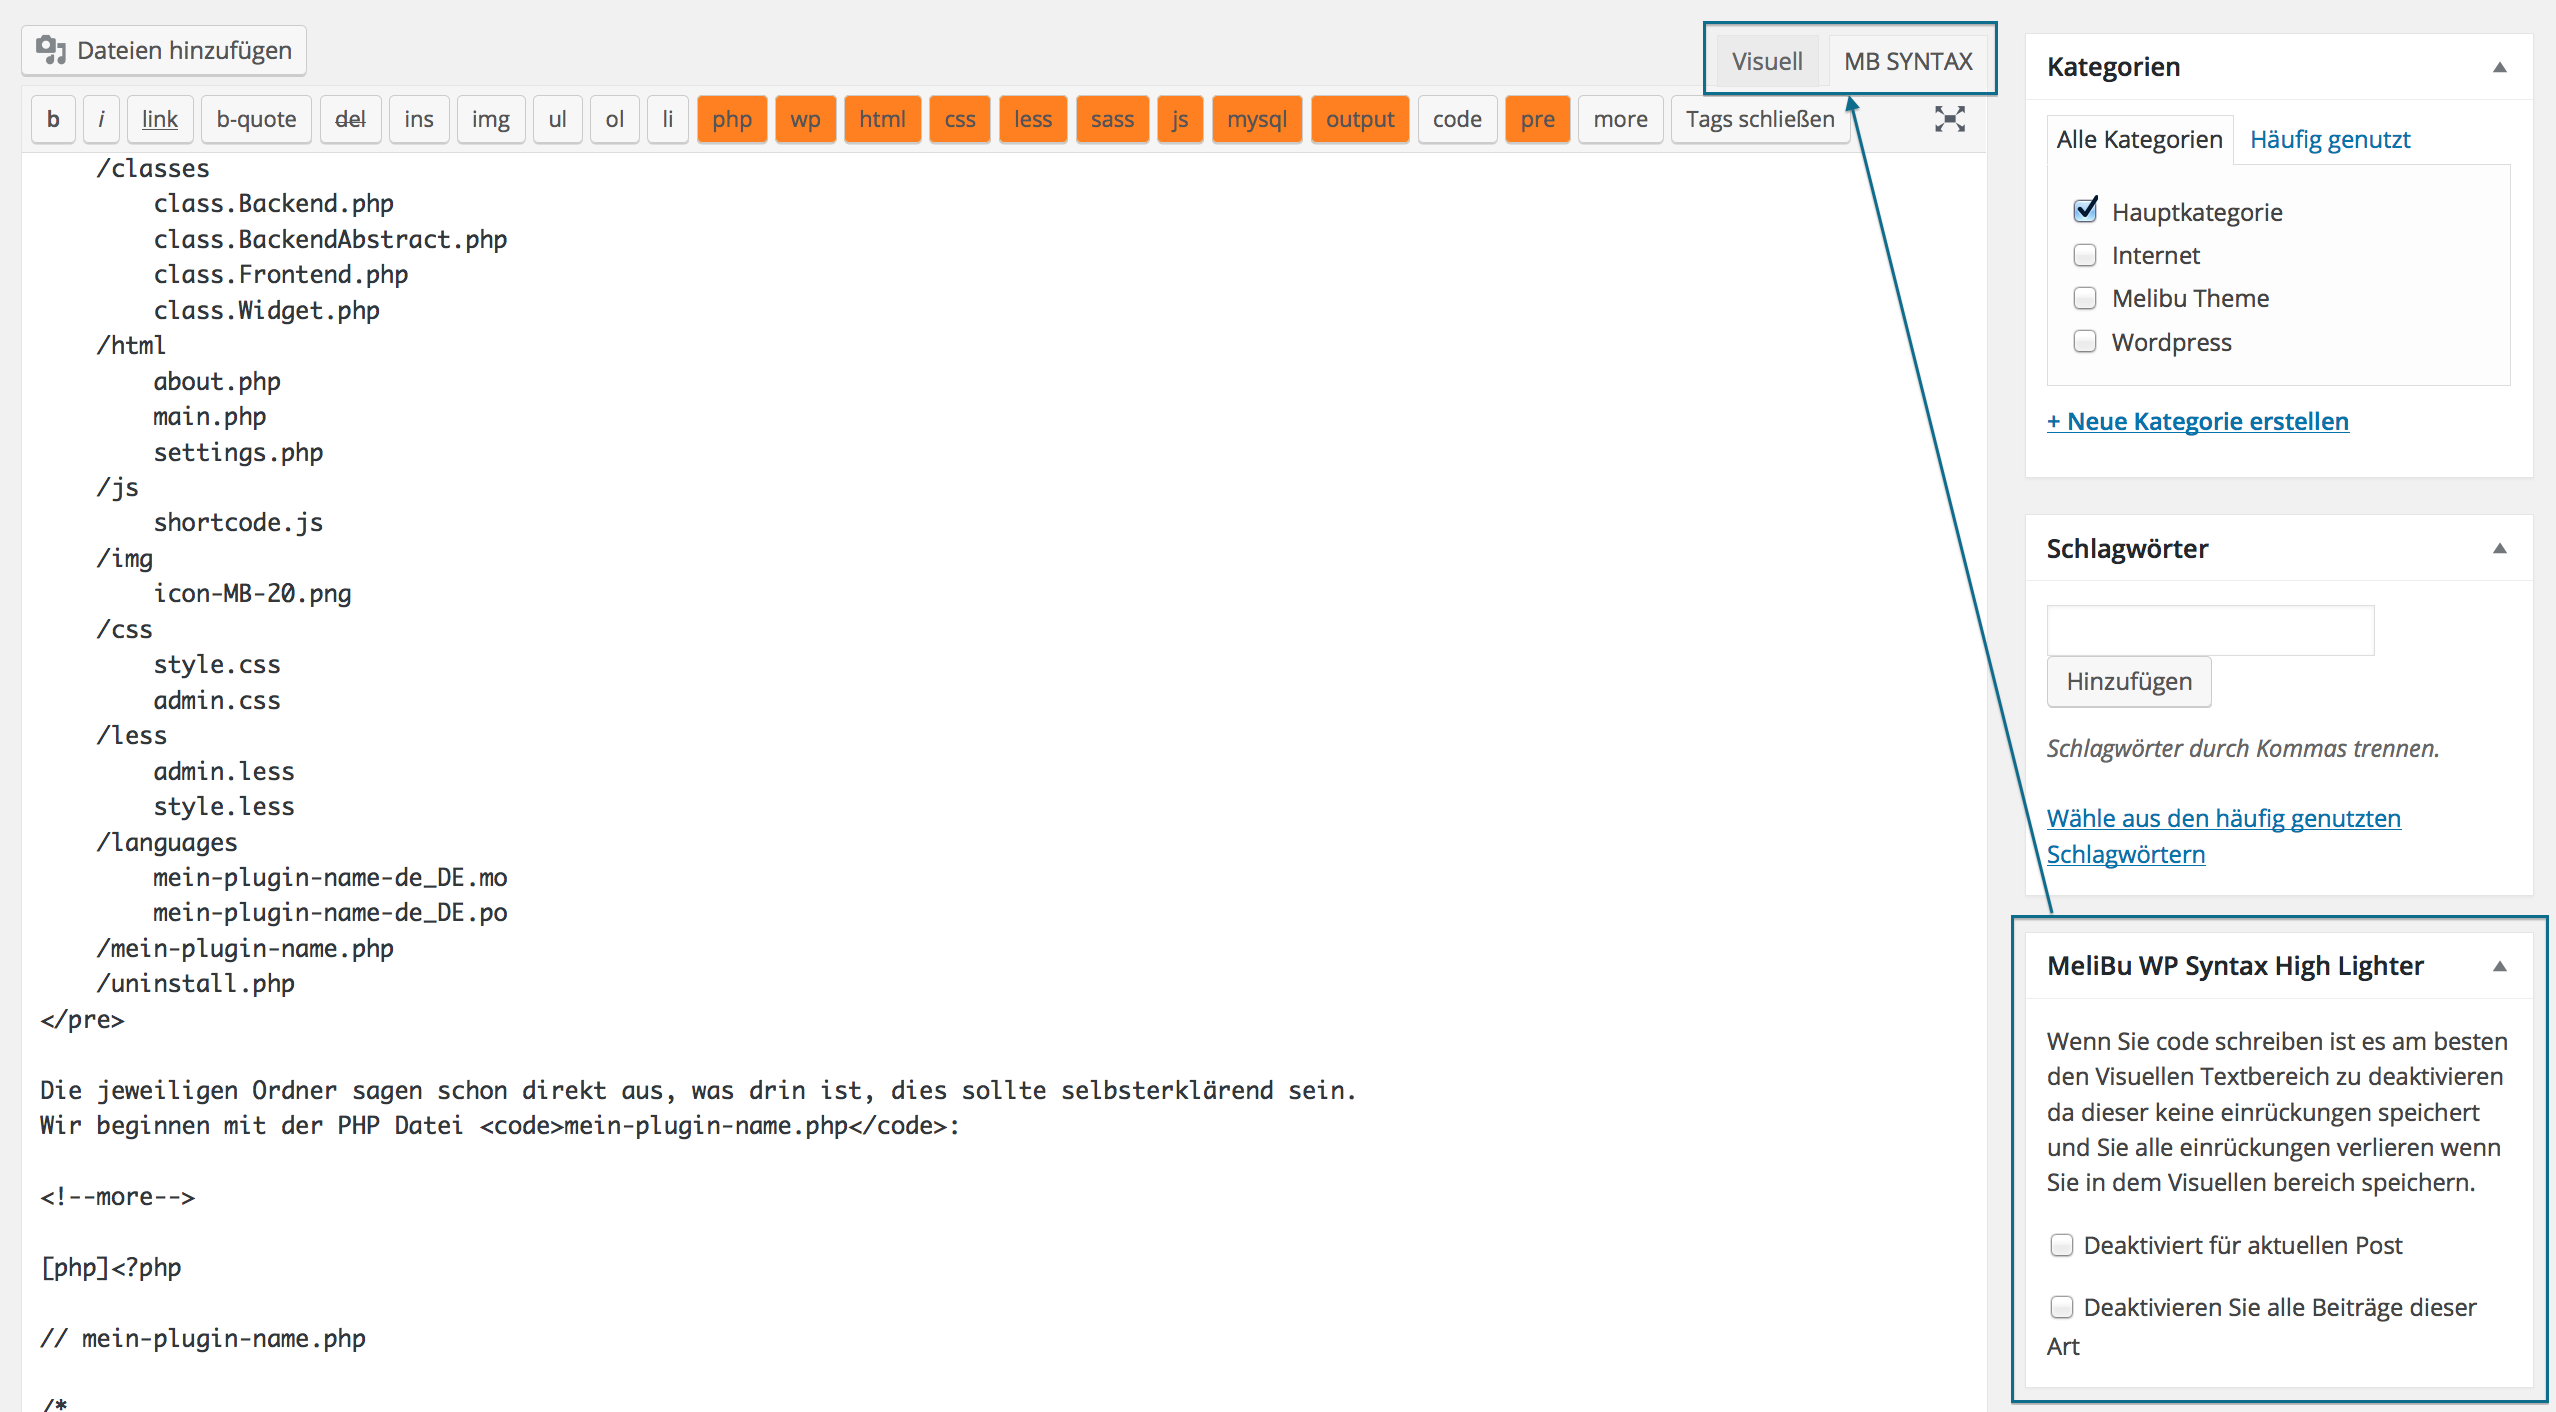 Dateien hinzufügen
Visuell
MB SYNTAX
b
i
link
b-quote
del
ins
img
ul
ol
li
php
wp
html
css
less
sass
js
mysql
output
code
pre
more
Tags schließen
/classes
class.Backend.php
class.BackendAbstract.php
class.Frontend.php
class.Widget.php
/html
about.php
main.php
settings.php
/js
shortcode.js
/img
icon-MB-20.png
/css
style.css
admin.css
/less
admin.less
style.less
/languages
mein-plugin-name-de_DE.mo
mein-plugin-name-de_DE.po
/mein-plugin-name.php
/uninstall.php
</pre>
Die jeweiligen Ordner sagen schon direkt aus, was drin ist, dies sollte selbsterklärend sein.
Wir beginnen mit der PHP Datei <code>mein-plugin-name.php</code>:
<!--more-->
[php]<?php
// mein-plugin-name.php
/*
Kategorien
Alle Kategorien
Häufig genutzt
Hauptkategorie
Internet
Melibu Theme
Wordpress
+ Neue Kategorie erstellen
Schlagwörter
Hinzufügen
Schlagwörter durch Kommas trennen.
Wähle aus den häufig genutzten
Schlagwörtern
MeliBu WP Syntax High Lighter
Wenn Sie code schreiben ist es am besten
den Visuellen Textbereich zu deaktivieren
da dieser keine einrückungen speichert
und Sie alle einrückungen verlieren wenn
Sie in dem Visuellen bereich speichern.
Deaktiviert für aktuellen Post
Deaktivieren Sie alle Beiträge dieser
Art